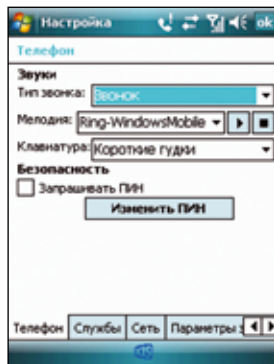 Настройка ok
Телефон
Звуки
Тип звонка: Звонок
Мелодия: Ring-WindowsMobile
Клавиатура: Короткие гудки
Безопасность
Запрашивать ПИН
Изменить ПИН
Телефон Службы Сеть Параметры